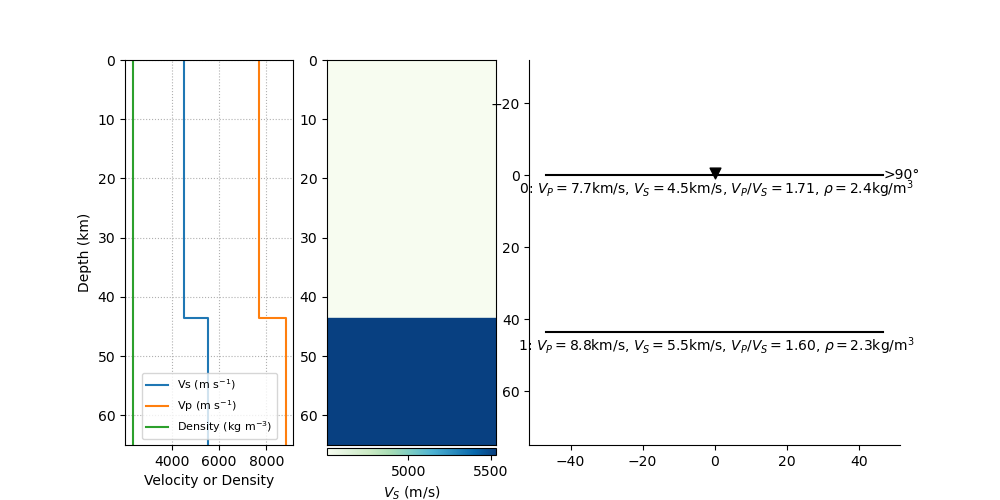 0
10
20
30
40
50
60
Depth (km)
4000 6000 8000
Velocity or Density
Vs (m s⁻¹)
Vp (m s⁻¹)
Density (kg m⁻³)
0
10
20
30
40
50
60
5000 5500
V_S (m/s)
−20
0
20
40
60
−40 −20 0 20 40
>90°
0: V_P = 7.7km/s, V_S = 4.5km/s, V_P/V_S = 1.71, ρ = 2.4kg/m³
1: V_P = 8.8km/s, V_S = 5.5km/s, V_P/V_S = 1.60, ρ = 2.3kg/m³